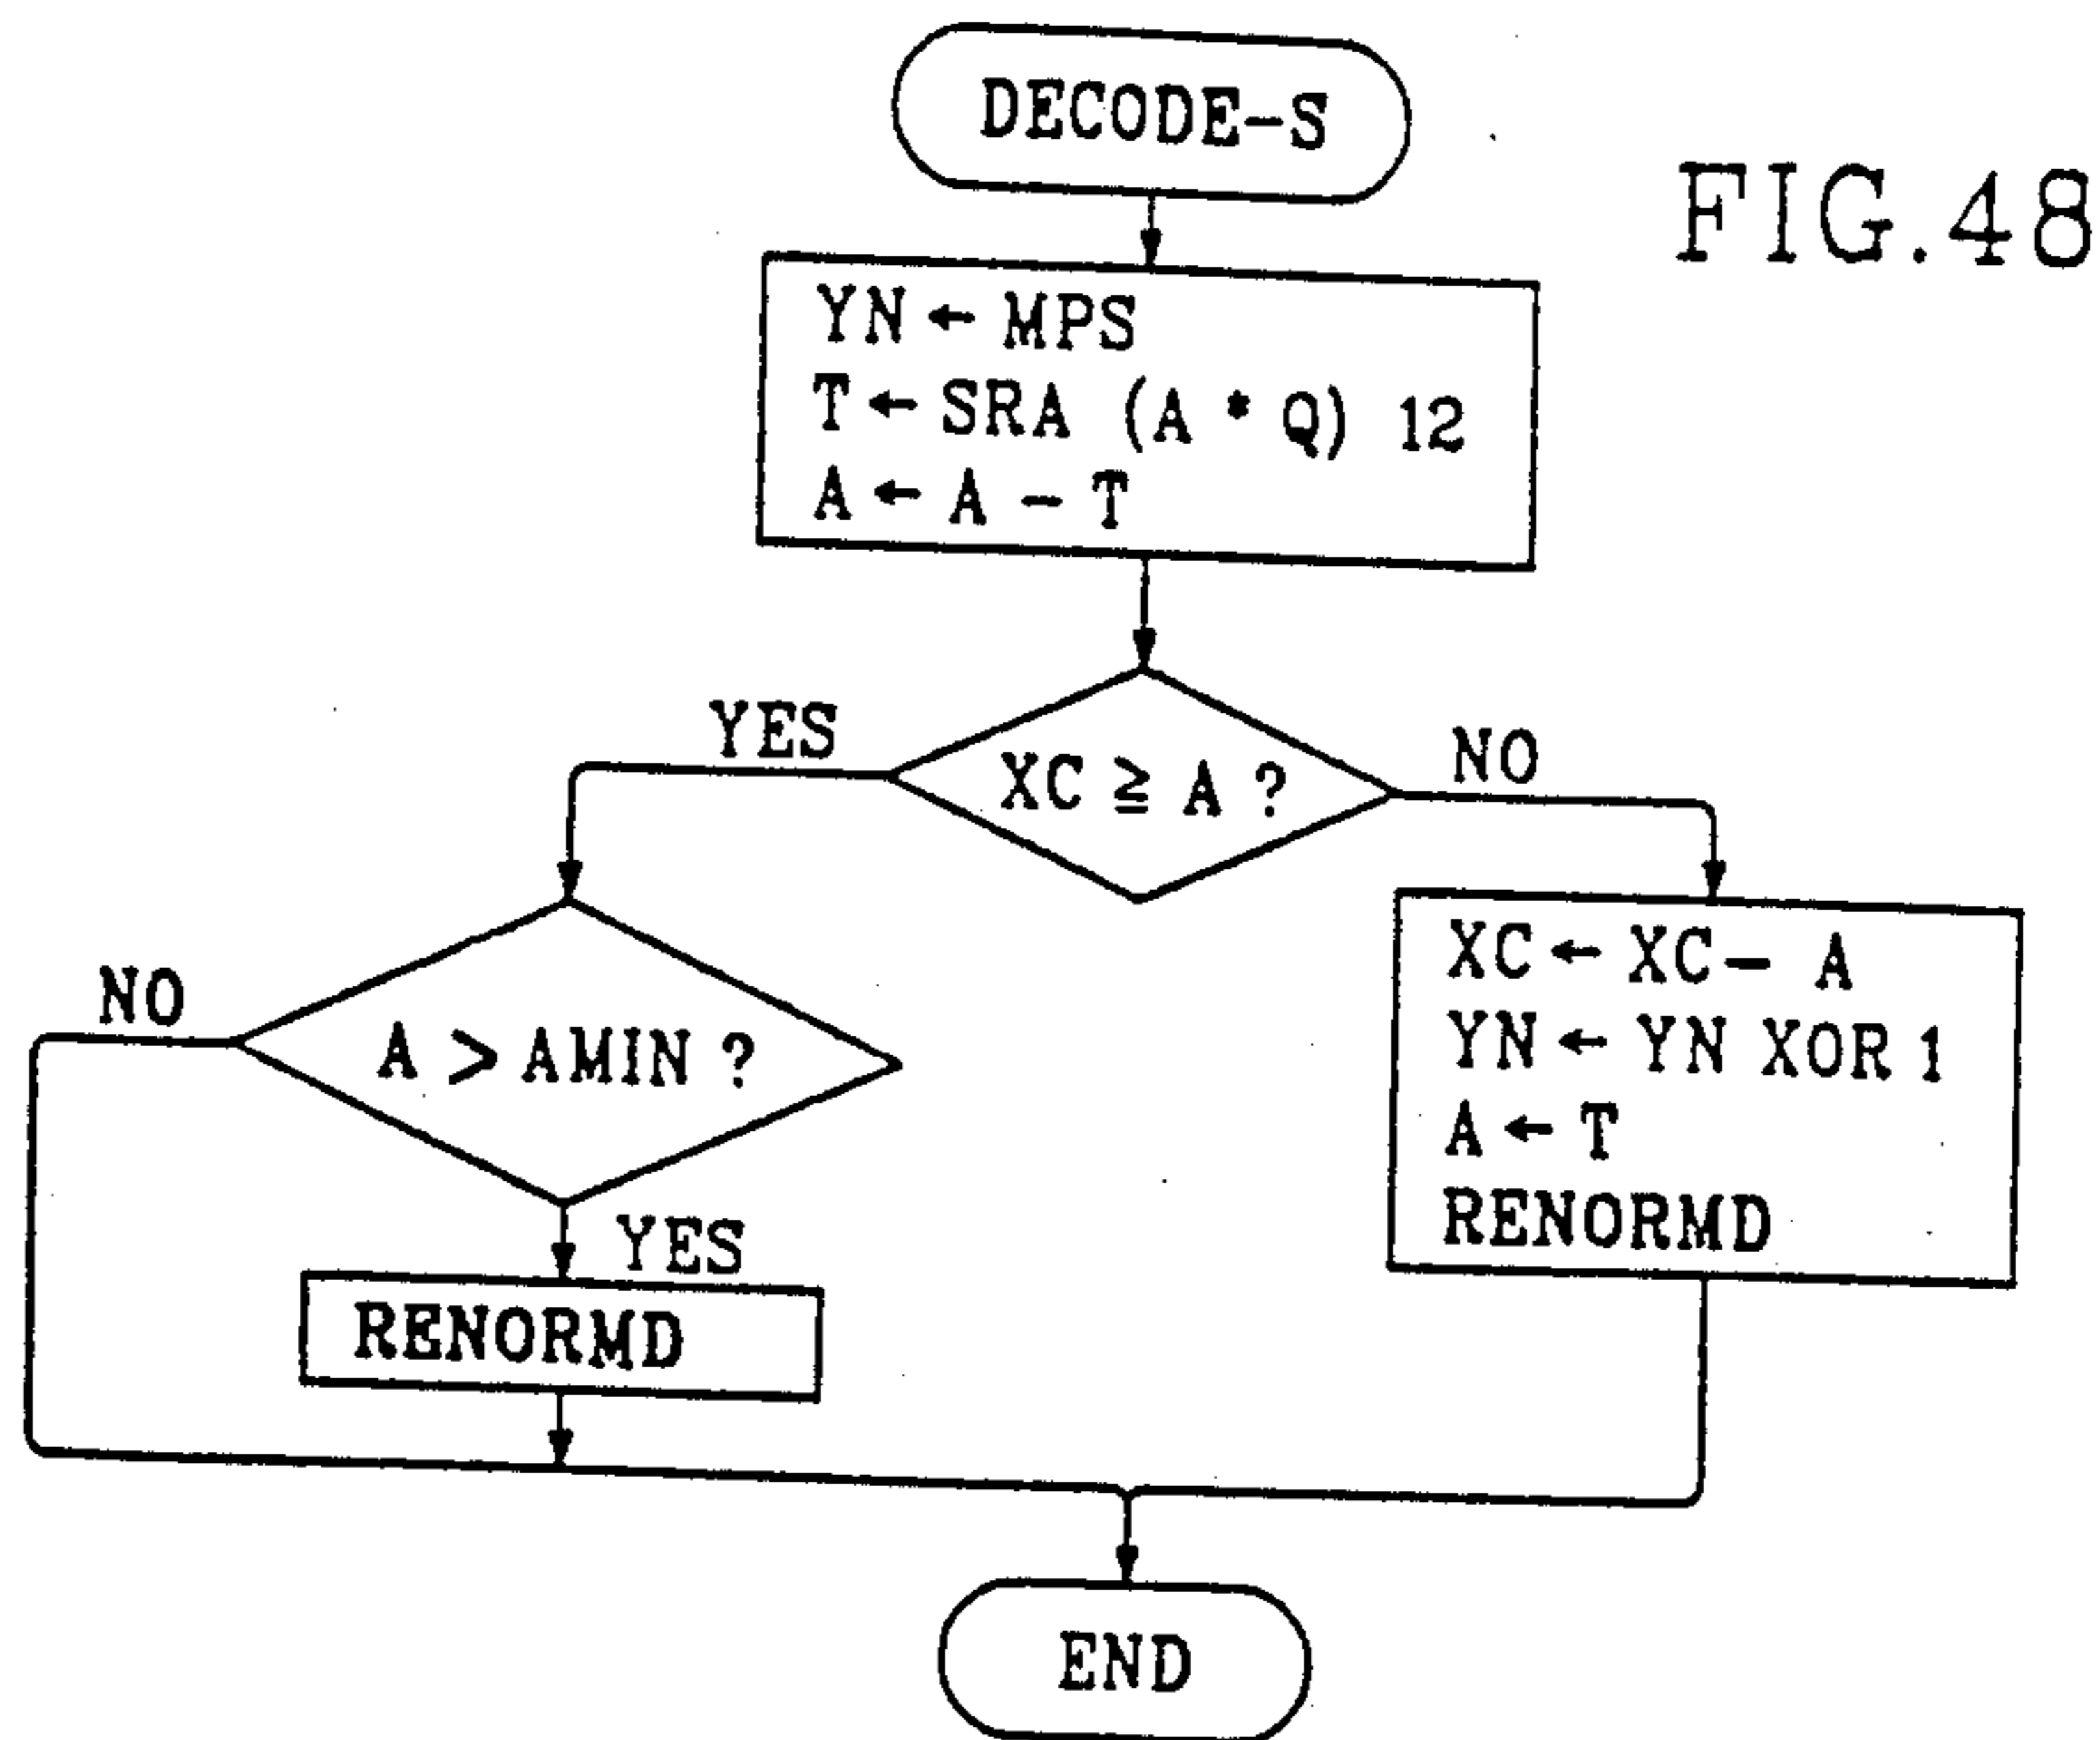 DECODE-S
FIG.48
YN ← MPS
T ← SRA (A * Q) 12
A ← A - T
YES
XC ≧ A ?
NO
XC ← XC - A
YN ← YN XOR 1
A ← T
RENORMD
NO
A > AMIN ?
YES
RENORMD
END